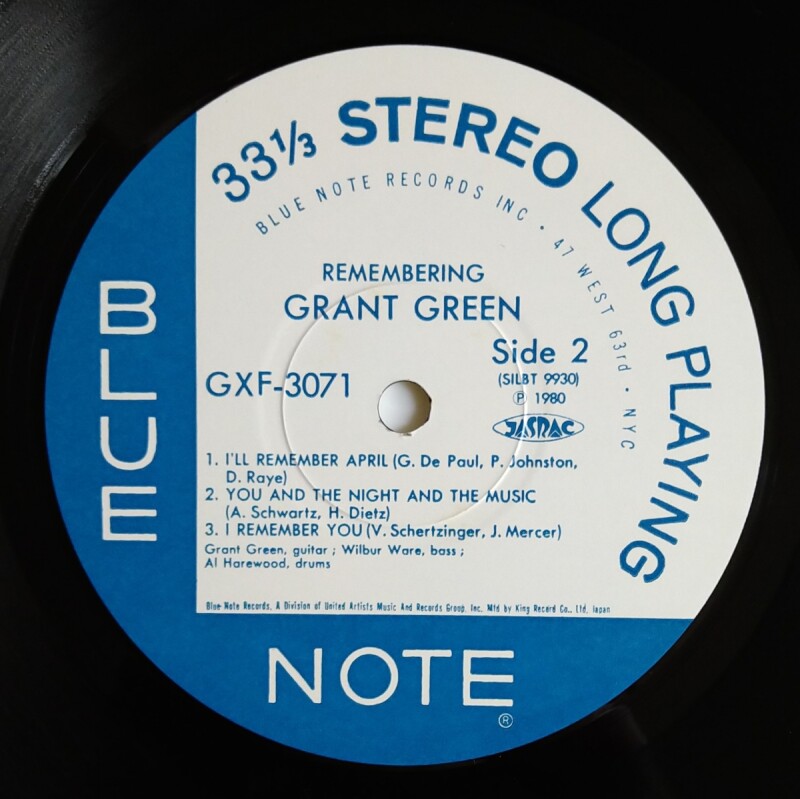 33⅓ STEREO LONG PLAYING
BLUE NOTE RECORDS INC • 47 WEST 63rd • NYC
REMEMBERING
GRANT GREEN
Side 2
GXF-3071
(SILBT 9930)
Ⓟ 1980
JASRAC
1. I'LL REMEMBER APRIL (G. De Paul, P. Johnston,
D. Raye)
2. YOU AND THE NIGHT AND THE MUSIC
(A. Schwartz, H. Dietz)
3. I REMEMBER YOU (V. Schertzinger, J. Mercer)
Grant Green, guitar ; Wilbur Ware, bass ;
Al Harewood, drums
Blue Note Records, A Division of United Artists Music And Records Group, Inc. Mfd by King Record Co., Ltd, Japan
BLUE
NOTE
®